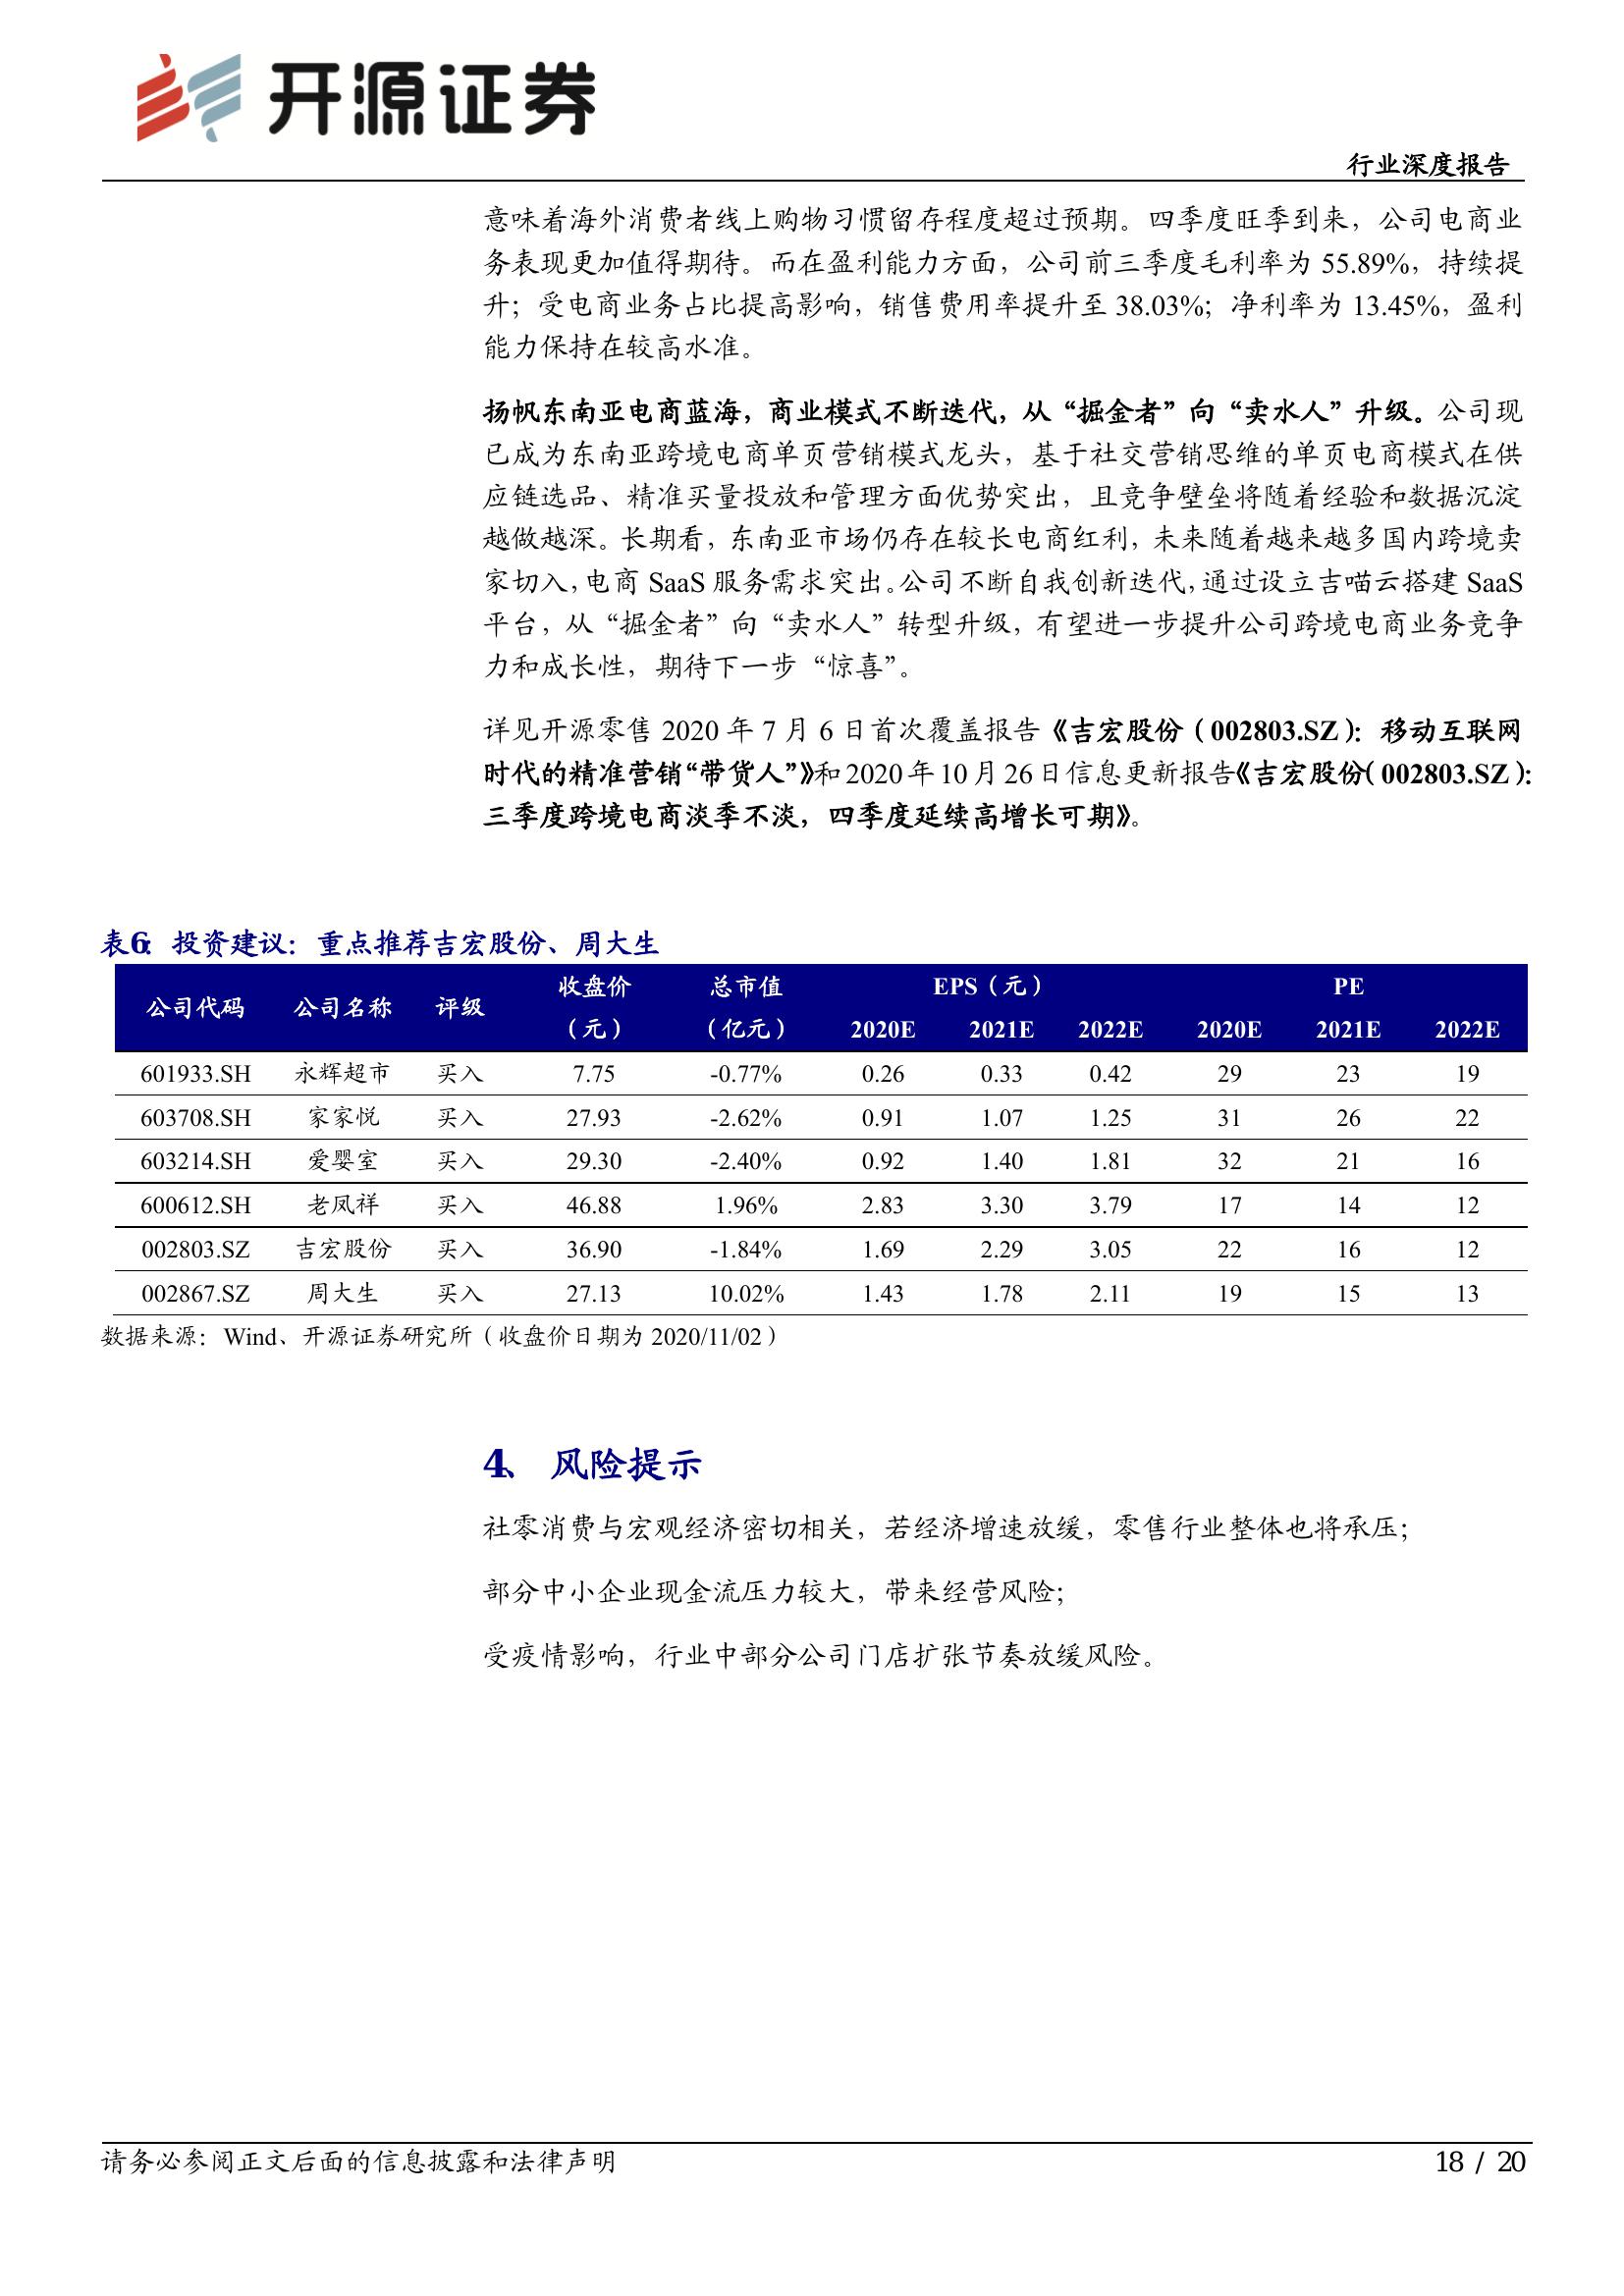 开源证券
行业深度报告
意味着海外消费者线上购物习惯留存程度超过预期。四季度旺季到来，公司电商业
务表现更加值得期待。而在盈利能力方面，公司前三季度毛利率为 55.89%，持续提
升；受电商业务占比提高影响，销售费用率提升至 38.03%；净利率为 13.45%，盈利
能力保持在较高水准。
扬帆东南亚电商蓝海，商业模式不断迭代，从“掘金者”向“卖水人”升级。公司现
已成为东南亚跨境电商单页营销模式龙头，基于社交营销思维的单页电商模式在供
应链选品、精准买量投放和管理方面优势突出，且竞争壁垒将随着经验和数据沉淀
越做越深。长期看，东南亚市场仍存在较长电商红利，未来随着越来越多国内跨境卖
家切入，电商 SaaS 服务需求突出。公司不断自我创新迭代，通过设立吉喵云搭建 SaaS
平台，从“掘金者”向“卖水人”转型升级，有望进一步提升公司跨境电商业务竞争
力和成长性，期待下一步“惊喜”。
详见开源零售 2020 年 7 月 6 日首次覆盖报告《吉宏股份（002803.SZ）：移动互联网
时代的精准营销“带货人”》和 2020 年 10 月 26 日信息更新报告《吉宏股份（002803.SZ）：
三季度跨境电商淡季不淡，四季度延续高增长可期》。
表6：投资建议：重点推荐吉宏股份、周大生
公司代码 公司名称 评级 收盘价 总市值 EPS（元） PE
（元） （亿元） 2020E 2021E 2022E 2020E 2021E 2022E
601933.SH 永辉超市 买入 7.75 -0.77% 0.26 0.33 0.42 29 23 19
603708.SH 家家悦 买入 27.93 -2.62% 0.91 1.07 1.25 31 26 22
603214.SH 爱婴室 买入 29.30 -2.40% 0.92 1.40 1.81 32 21 16
600612.SH 老凤祥 买入 46.88 1.96% 2.83 3.30 3.79 17 14 12
002803.SZ 吉宏股份 买入 36.90 -1.84% 1.69 2.29 3.05 22 16 12
002867.SZ 周大生 买入 27.13 10.02% 1.43 1.78 2.11 19 15 13
数据来源：Wind、开源证券研究所（收盘价日期为 2020/11/02）
4、 风险提示
社零消费与宏观经济密切相关，若经济增速放缓，零售行业整体也将承压；
部分中小企业现金流压力较大，带来经营风险；
受疫情影响，行业中部分公司门店扩张节奏放缓风险。
请务必参阅正文后面的信息披露和法律声明
18 / 20